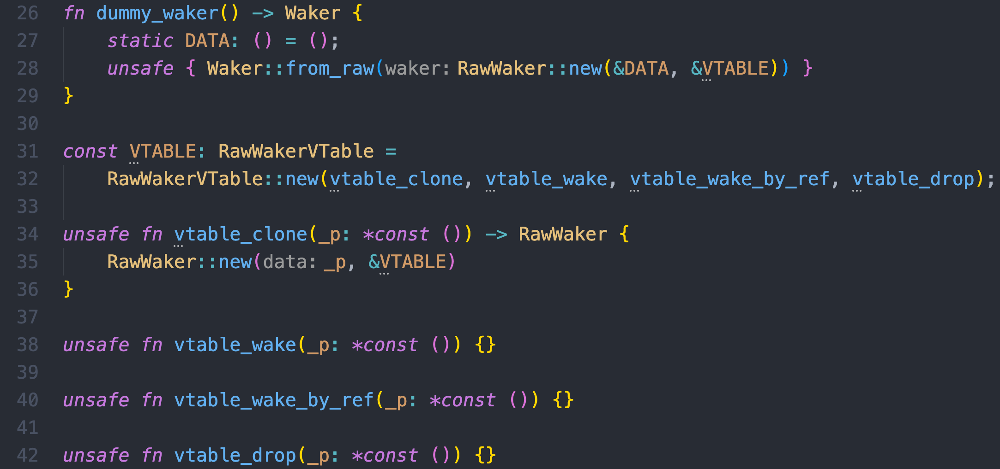 26 fn dummy_waker() -> Waker {
27 static DATA: () = ();
28 unsafe { Waker::from_raw(waker: RawWaker::new(&DATA, &VTABLE)) }
29 }
30
31 const VTABLE: RawWakerVTable =
32 RawWakerVTable::new(vtable_clone, vtable_wake, vtable_wake_by_ref, vtable_drop);
33
34 unsafe fn vtable_clone(_p: *const ()) -> RawWaker {
35 RawWaker::new(data: _p, &VTABLE)
36 }
37
38 unsafe fn vtable_wake(_p: *const ()) {}
39
40 unsafe fn vtable_wake_by_ref(_p: *const ()) {}
41
42 unsafe fn vtable_drop(_p: *const ()) {}